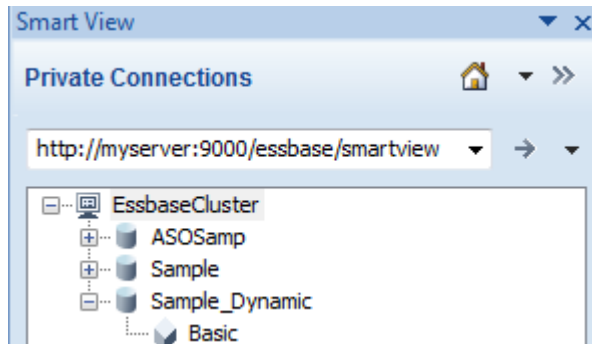 Smart View
Private Connections
http://myserver:9000/essbase/smartview
EssbaseCluster
ASOSamp
Sample
Sample_Dynamic
Basic